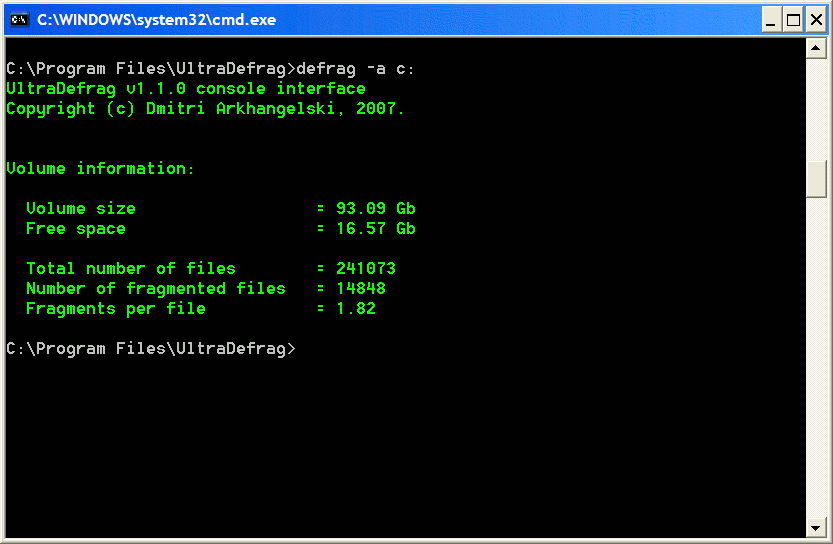 C:\WINDOWS\system32\cmd.exe
C:\Program Files\UltraDefrag>defrag -a c:
UltraDefrag v1.1.0 console interface
Copyright (c) Dmitri Arkhangelski, 2007.
Volume information:
Volume size = 93.09 Gb
Free space = 16.57 Gb
Total number of files = 241073
Number of fragmented files = 14848
Fragments per file = 1.82
C:\Program Files\UltraDefrag>